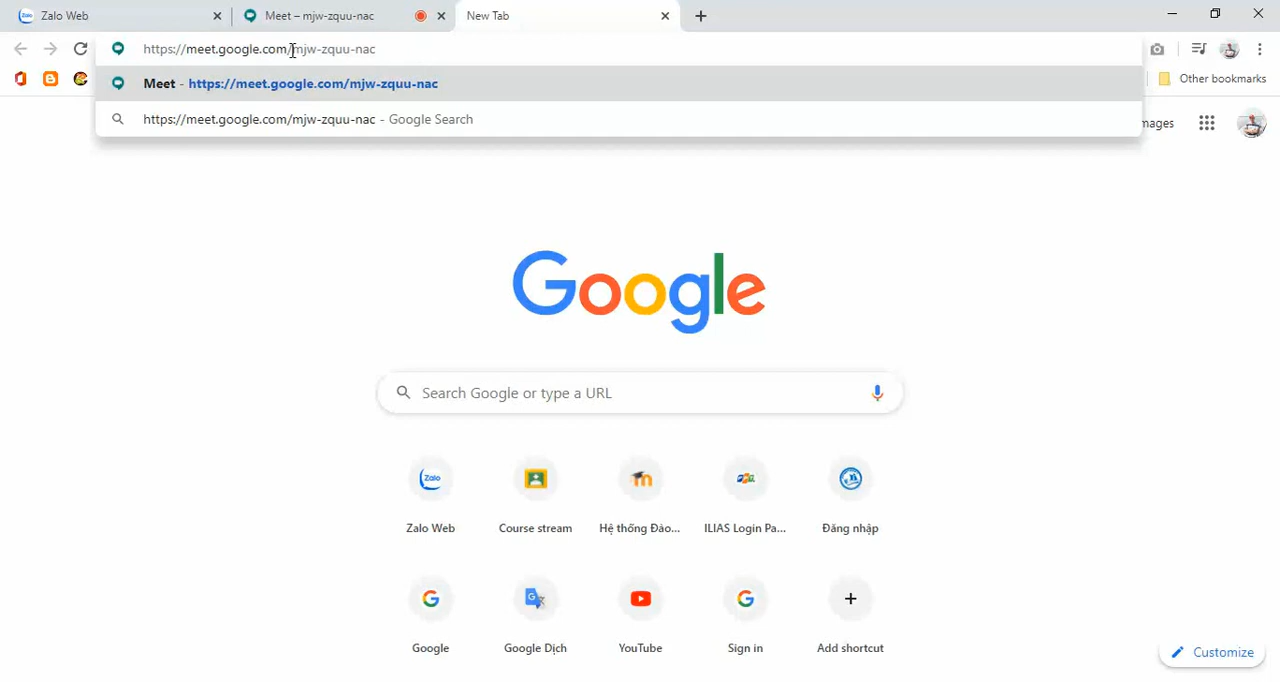 Zalo Web
Meet – mjw-zquu-nac
New Tab
https://meet.google.com/mjw-zquu-nac
Meet - https://meet.google.com/mjw-zquu-nac
Other bookmarks
https://meet.google.com/mjw-zquu-nac - Google Search
mages
Google
Search Google or type a URL
Zalo
Zalo Web
Course stream
Hệ thống Đào...
ILIAS Login Pa...
Đăng nhập
Google
Google Dịch
YouTube
Sign in
Add shortcut
Customize